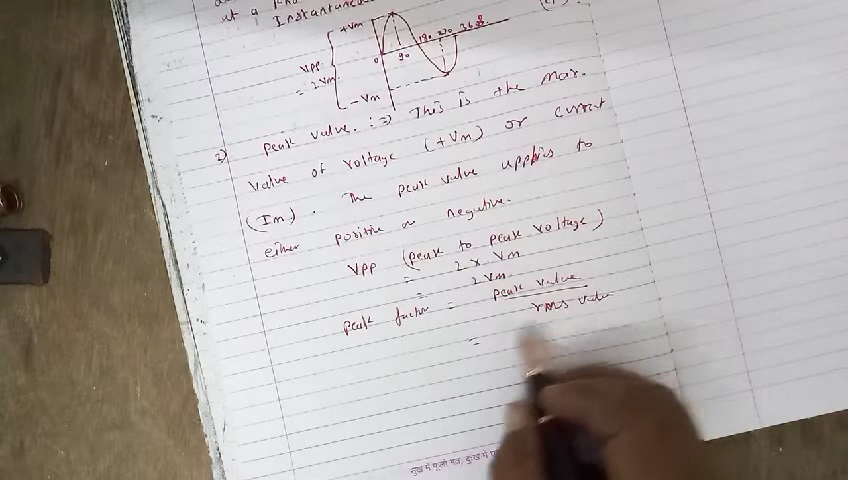 at a
Instantaneous
+Vm
VPP
= 2Vm
0
90
180 270 360
-Vm
2) peak value. :=> This is the max.
value of voltage (+Vm) or current
(Im). The peak value applies to
either positive or negative.
VPP (peak to peak voltage)
= 2 x Vm
= 2Vm.
peak factor = peak value
rms value
=